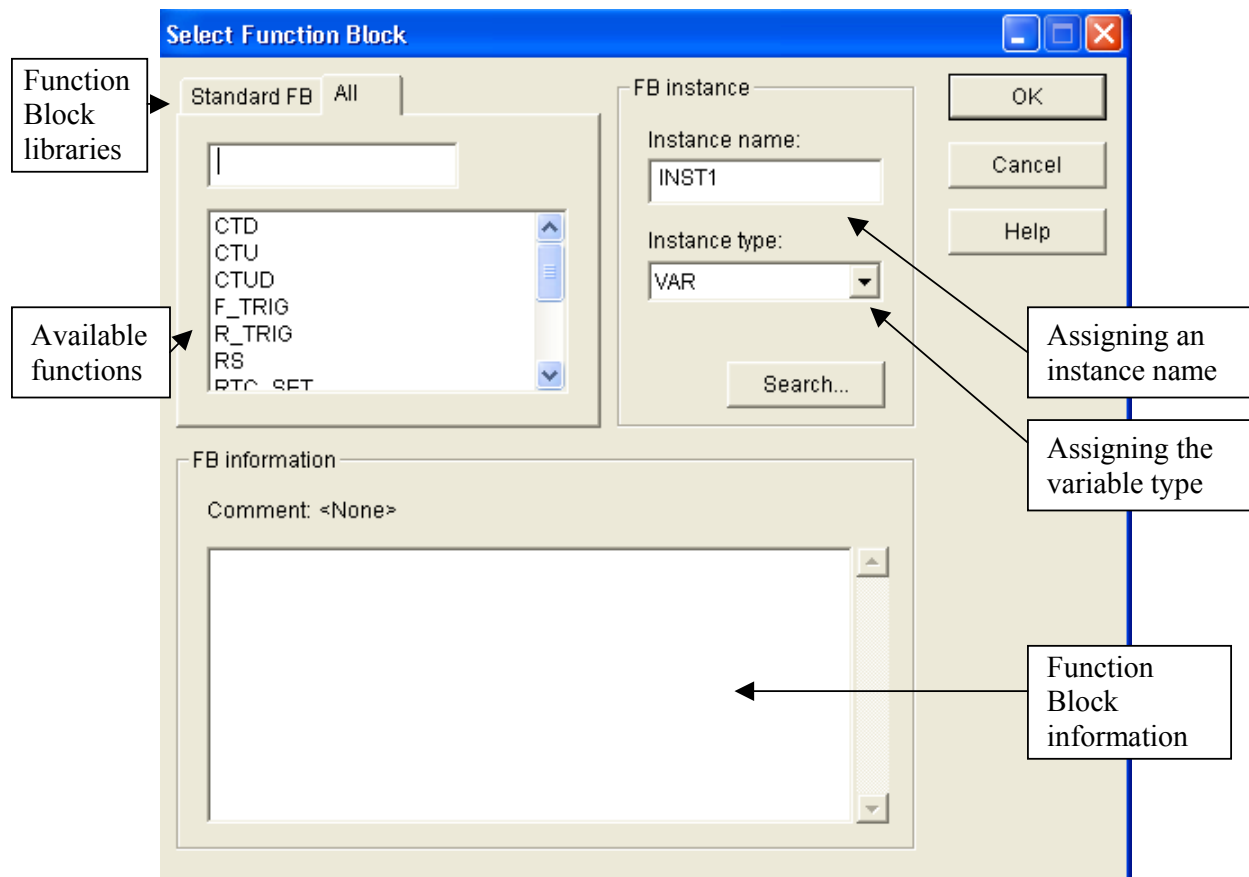 Select Function Block
Function
Block
libraries
Standard FB
All
CTD
CTU
CTUD
F_TRIG
R_TRIG
RS
RTC_SET
Available
functions
FB instance
Instance name:
INST1
Instance type:
VAR
Search...
OK
Cancel
Help
Assigning an
instance name
Assigning the
variable type
FB information
Comment: <None>
Function
Block
information